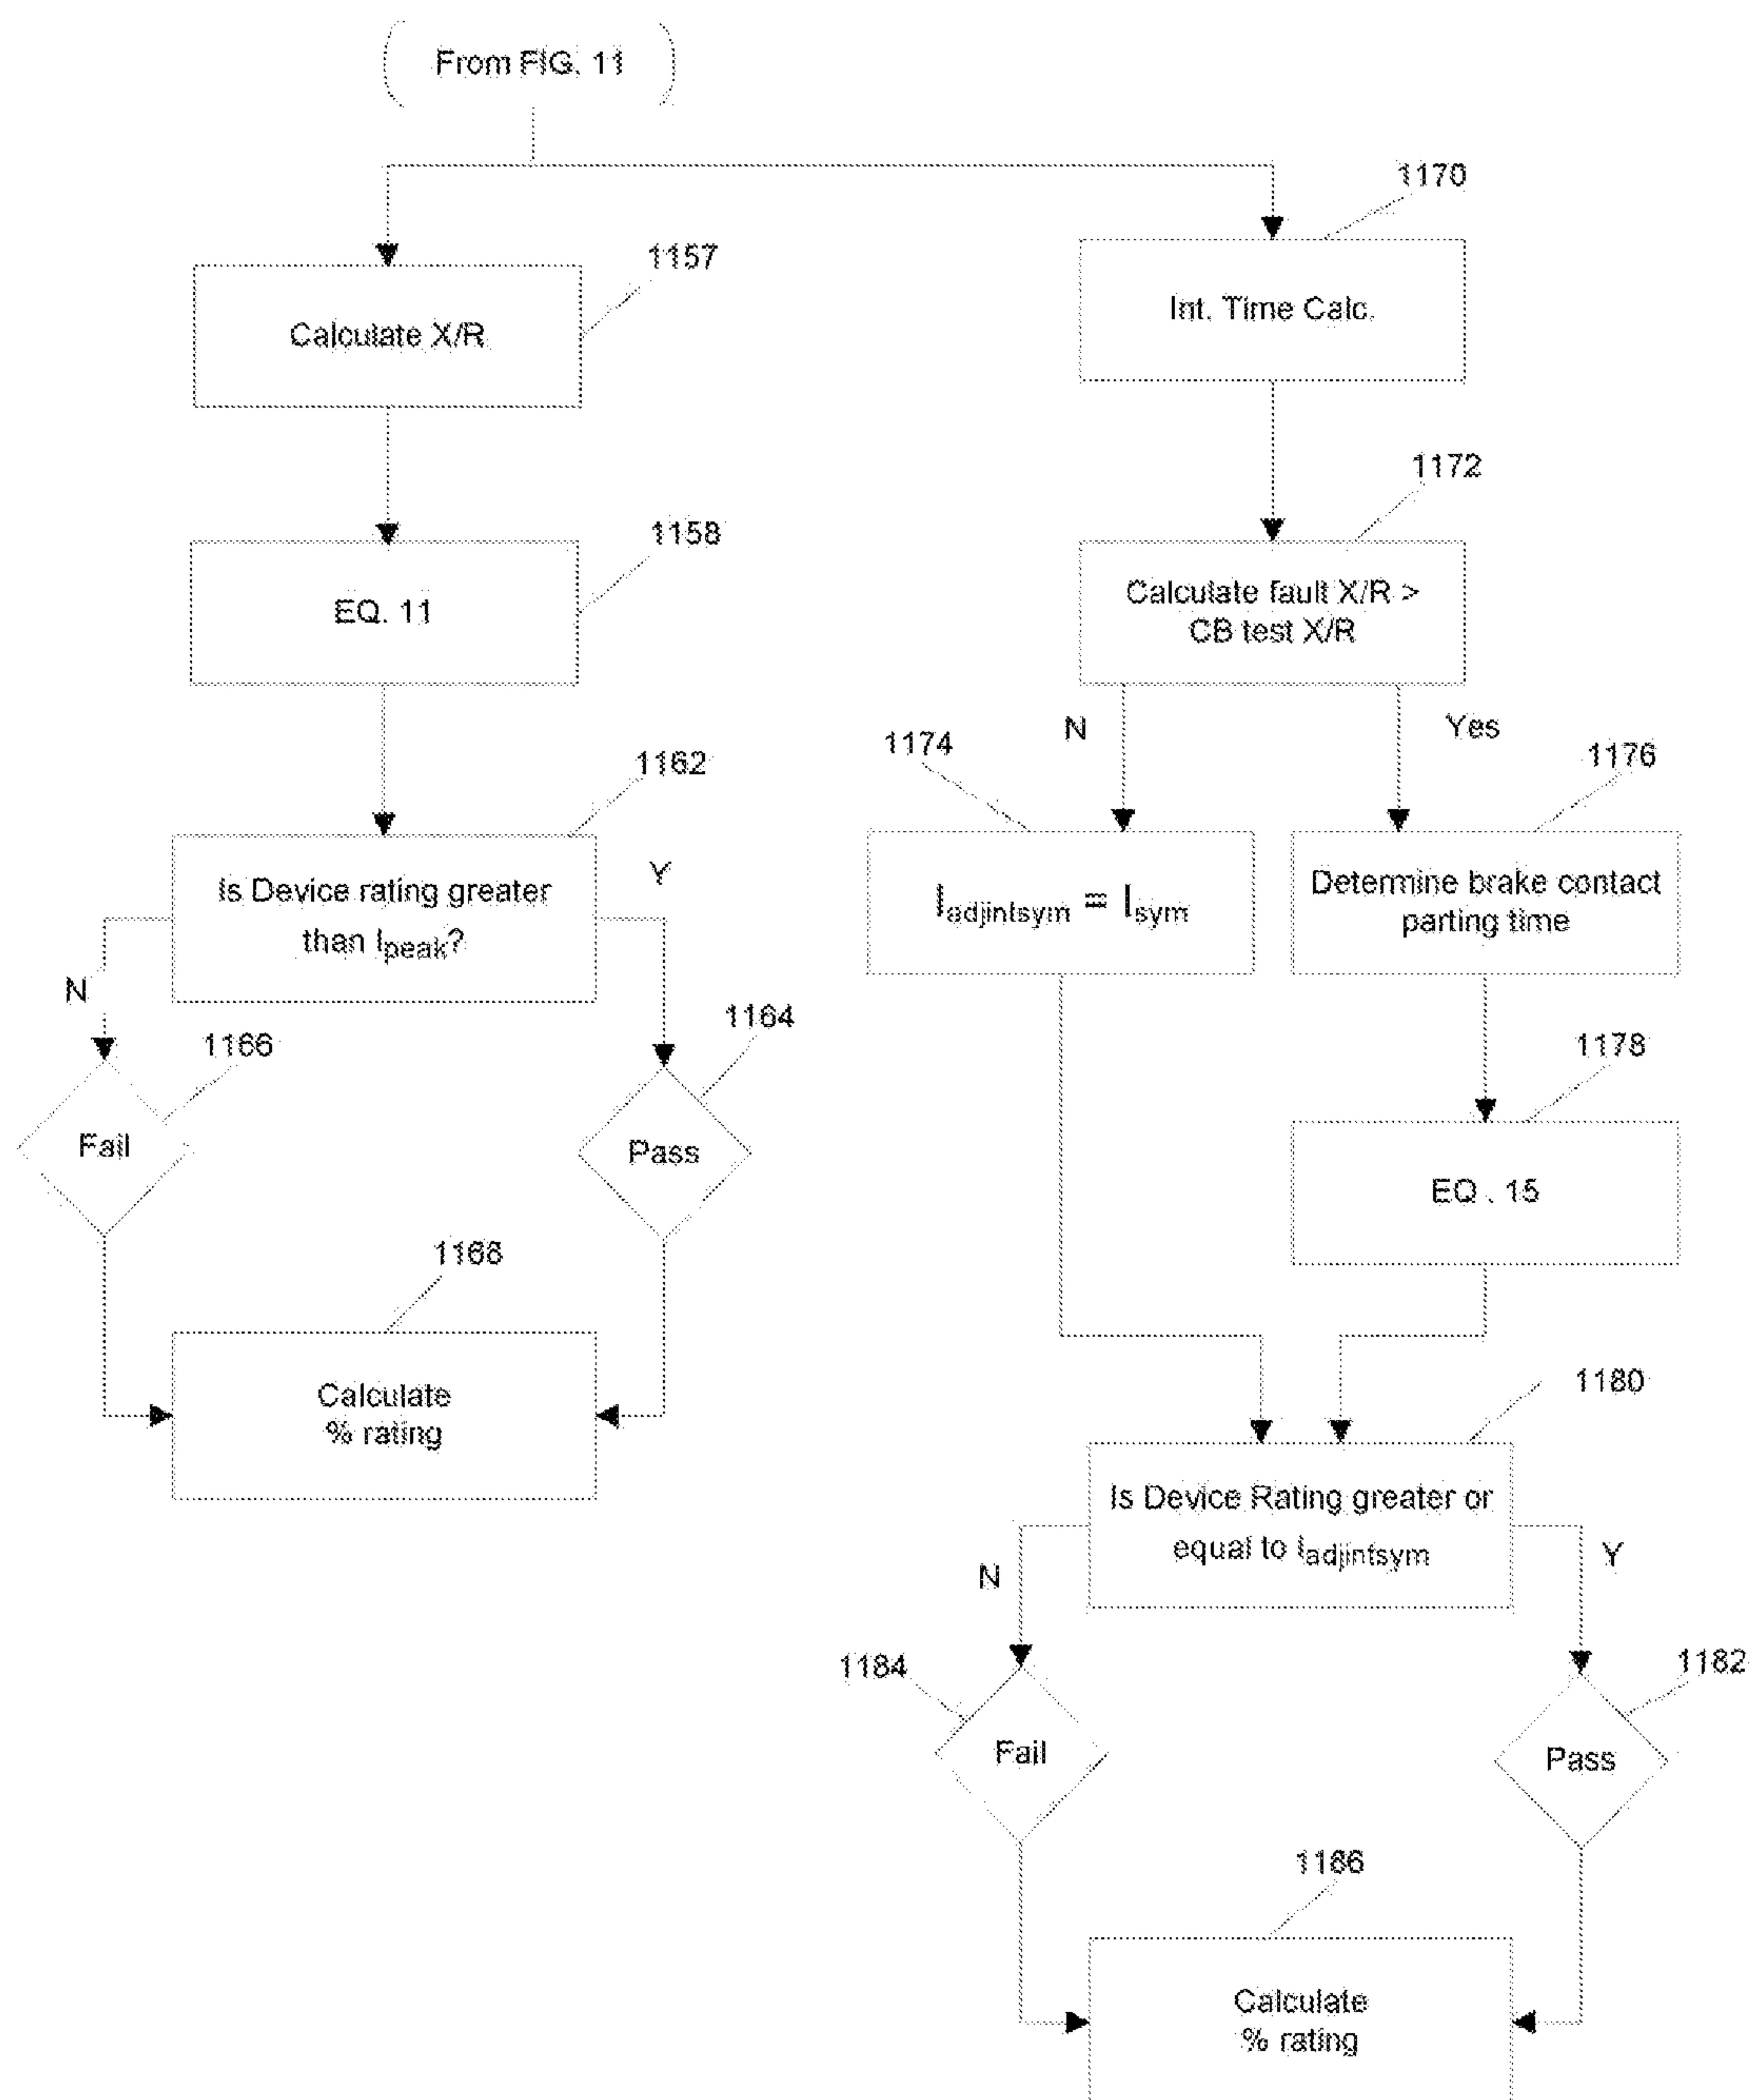 From FIG. 11
1170
1157
Calculate X/R
Int. Time Calc.
1172
1158
EQ. 11
Calculate fault X/R >
CB test X/R
N
Yes
1162
1174
1176
Is Device rating greater
than Ipeak?
Y
N
Iadjintsym = Isym
Determine brake contact
parting time
1164
1166
1178
Fail
Pass
EQ . 15
1168
Calculate
% rating
1180
Is Device Rating greater or
equal to Iadjintsym
N
Y
1184
1182
Fail
Pass
1186
Calculate
% rating